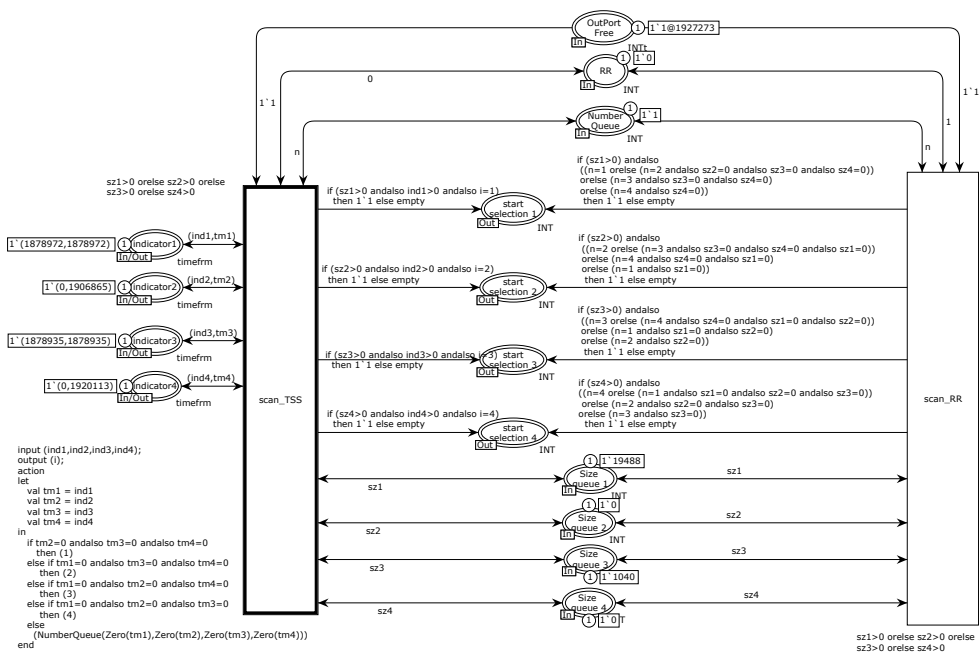 OutPort
Free
1
1`1@1927273
In
INTt
1
1`0
RR
In
INT
0
1`1
1`1
1
1
1`1
Number
Queue
In
INT
n
n
sz1>0 orelse sz2>0 orelse
sz3>0 orelse sz4>0
if (sz1>0 andalso ind1>0 andalso i=1)
then 1`1 else empty
start
selection 1
Out
INT
if (sz1>0) andalso
((n=1 orelse (n=2 andalso sz2=0 andalso sz3=0 andalso sz4=0))
orelse (n=3 andalso sz3=0 andalso sz4=0)
orelse (n=4 andalso sz4=0))
then 1`1 else empty
1`(1878972,1878972)
1
indicator1
In/Out
timefrm
(ind1,tm1)
if (sz2>0 andalso ind2>0 andalso i=2)
then 1`1 else empty
start
selection 2
Out
INT
if (sz2>0) andalso
((n=2 orelse (n=3 andalso sz3=0 andalso sz4=0 andalso sz1=0))
orelse (n=4 andalso sz4=0 andalso sz1=0)
orelse (n=1 andalso sz1=0))
then 1`1 else empty
1`(0,1906865)
1
indicator2
In/Out
timefrm
(ind2,tm2)
1`(1878935,1878935)
1
indicator3
In/Out
timefrm
(ind3,tm3)
if (sz3>0 andalso ind3>0 andalso i=3)
then 1`1 else empty
start
selection 3
Out
INT
if (sz3>0) andalso
((n=3 orelse (n=4 andalso sz4=0 andalso sz1=0 andalso sz2=0))
orelse (n=1 andalso sz1=0 andalso sz2=0)
orelse (n=2 andalso sz2=0))
then 1`1 else empty
1`(0,1920113)
1
indicator4
In/Out
timefrm
(ind4,tm4)
scan_TSS
scan_RR
if (sz4>0 andalso ind4>0 andalso i=4)
then 1`1 else empty
start
selection 4
Out
INT
if (sz4>0) andalso
((n=4 orelse (n=1 andalso sz1=0 andalso sz2=0 andalso sz3=0))
orelse (n=2 andalso sz2=0 andalso sz3=0)
orelse (n=3 andalso sz3=0))
then 1`1 else empty
input (ind1,ind2,ind3,ind4);
output (i);
action
let
val tm1 = ind1
val tm2 = ind2
val tm3 = ind3
val tm4 = ind4
in
if tm2=0 andalso tm3=0 andalso tm4=0
then (1)
else if tm1=0 andalso tm3=0 andalso tm4=0
then (2)
else if tm1=0 andalso tm2=0 andalso tm4=0
then (3)
else if tm1=0 andalso tm2=0 andalso tm3=0
then (4)
else
(NumberQueue(Zero(tm1),Zero(tm2),Zero(tm3),Zero(tm4)))
end
1
1`19488
Size
queue 1
In
INT
sz1
sz1
1
1`0
Size
queue 2
In
INT
sz2
sz2
Size
queue 3
In
INT
1
1`1040
sz3
sz3
Size
queue 4
In
1
1`0
T
sz4
sz4
sz1>0 orelse sz2>0 orelse
sz3>0 orelse sz4>0